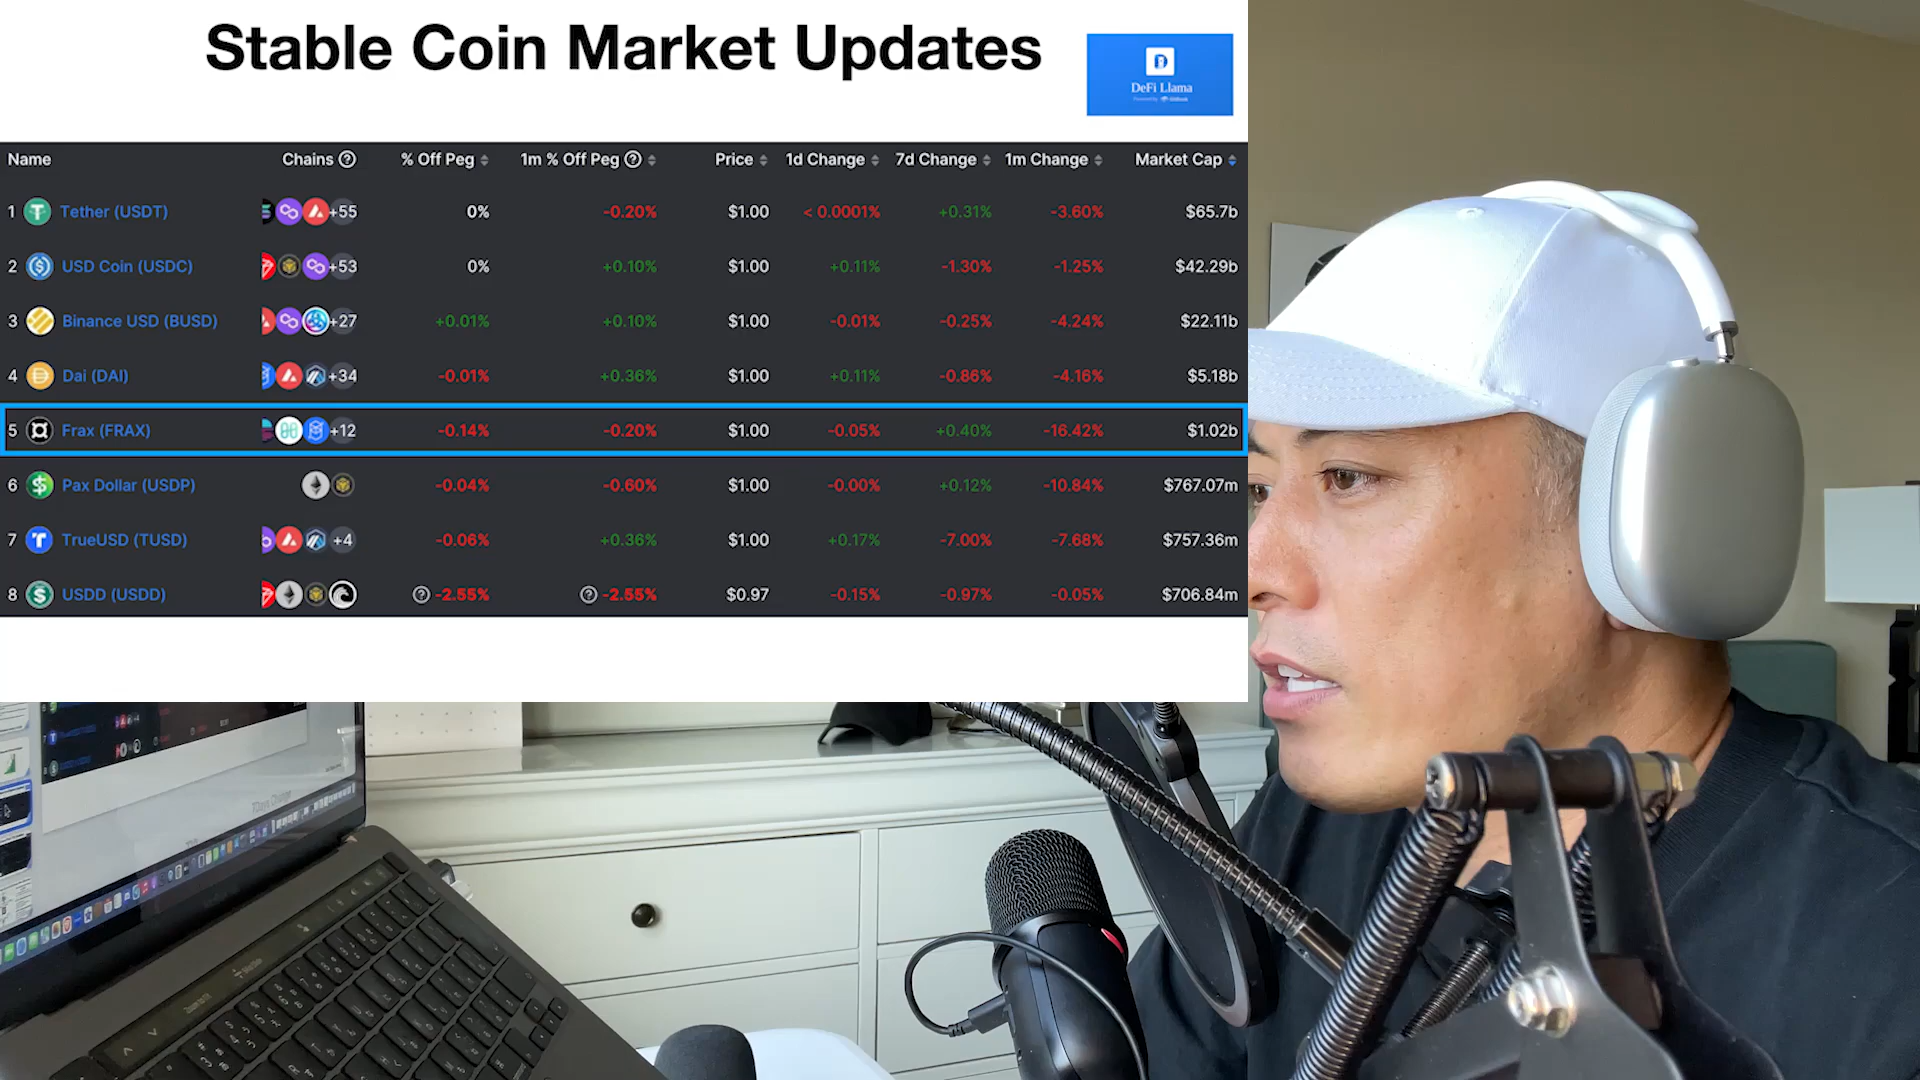 Stable Coin Market Updates
DeFi Llama
Name Chains % Off Peg 1m % Off Peg Price 1d Change 7d Change 1m Change Market Cap
1 Tether (USDT) +55 0% -0.20% $1.00 < 0.0001% +0.31% -3.60% $65.7b
2 USD Coin (USDC) +53 0% +0.10% $1.00 +0.11% -1.30% -1.25% $42.29b
3 Binance USD (BUSD) +27 +0.01% +0.10% $1.00 -0.01% -0.25% -4.24% $22.11b
4 Dai (DAI) +34 -0.01% +0.36% $1.00 +0.11% -0.86% -4.16% $5.18b
5 Frax (FRAX) +12 -0.14% -0.20% $1.00 -0.05% +0.40% -16.42% $1.02b
6 Pax Dollar (USDP) -0.04% -0.60% $1.00 -0.00% +0.12% -10.84% $767.07m
7 TrueUSD (TUSD) +4 -0.06% +0.36% $1.00 +0.17% -7.00% -7.68% $757.36m
8 USDD (USDD) -2.55% -2.55% $0.97 -0.15% -0.97% -0.05% $706.84m